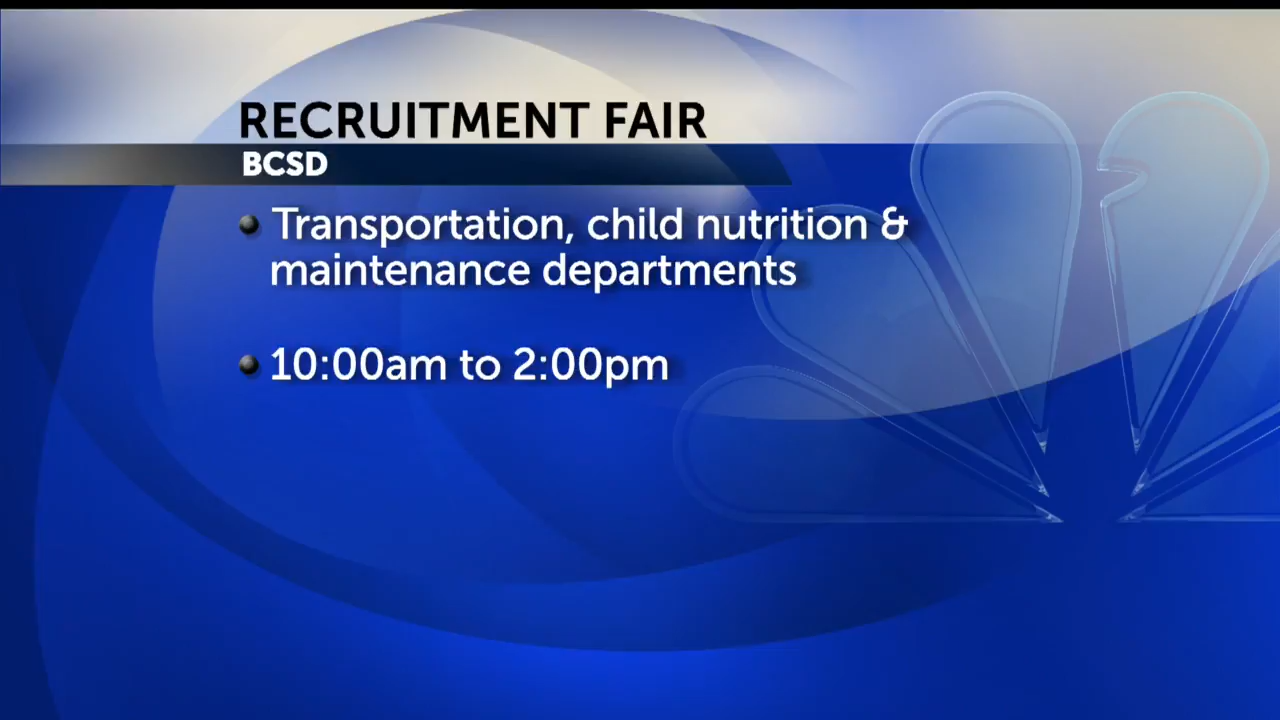 RECRUITMENT FAIR
BCSD
Transportation, child nutrition &
maintenance departments
10:00am to 2:00pm